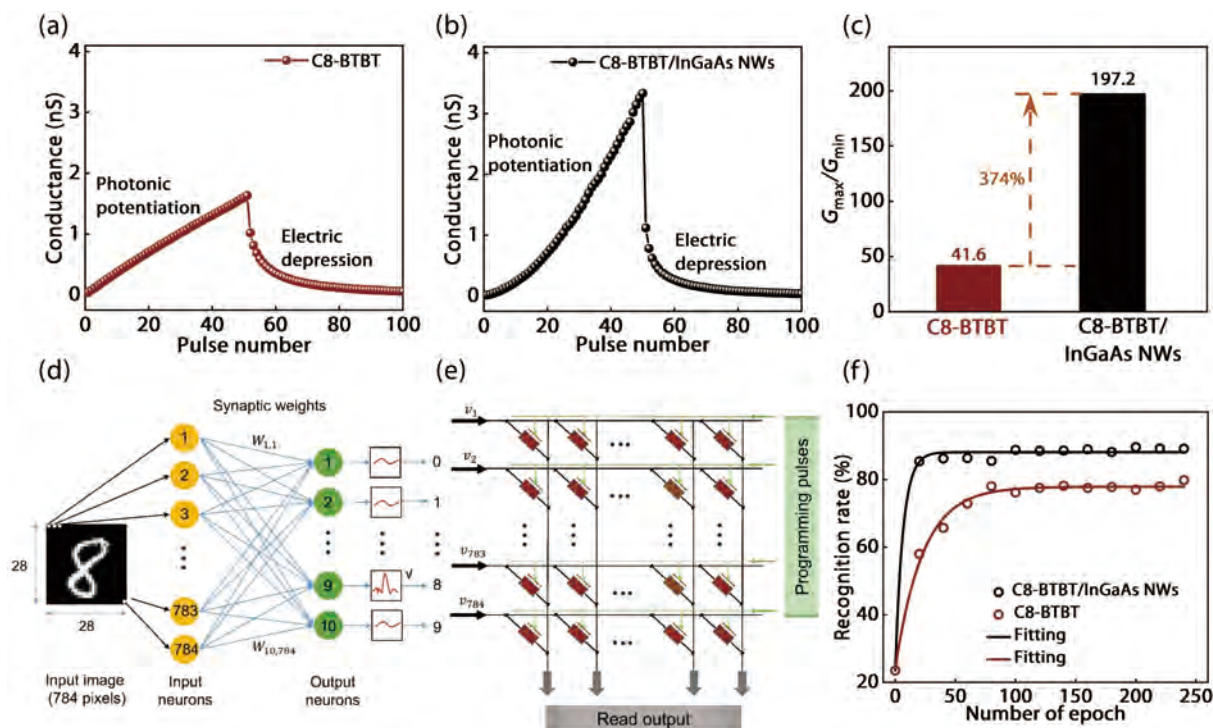 (a)
4
3
2
1
0
Conductance (nS)
C8-BTBT
Photonic
potentiation
Electric
depression
0 20 40 60 80 100
Pulse number
(b)
4
3
2
1
0
Conductance (nS)
C8-BTBT/InGaAs NWs
Photonic
potentiation
Electric
depression
0 20 40 60 80 100
Pulse number
(c)
200
150
100
50
0
Gmax/Gmin
197.2
374%
41.6
C8-BTBT
C8-BTBT/
InGaAs NWs
(d)
Synaptic weights
W1,1
1
2
3
783
784
28
8
28
W10,784
1
2
9
10
0
1
√
8
9
Input image
(784 pixels)
Input
neurons
Output
neurons
(e)
v1
v2
v783
v784
Programming pulses
Read output
(f)
100
80
60
40
20
Recognition rate (%)
C8-BTBT/InGaAs NWs
C8-BTBT
Fitting
Fitting
0 50 100 150 200 250
Number of epoch